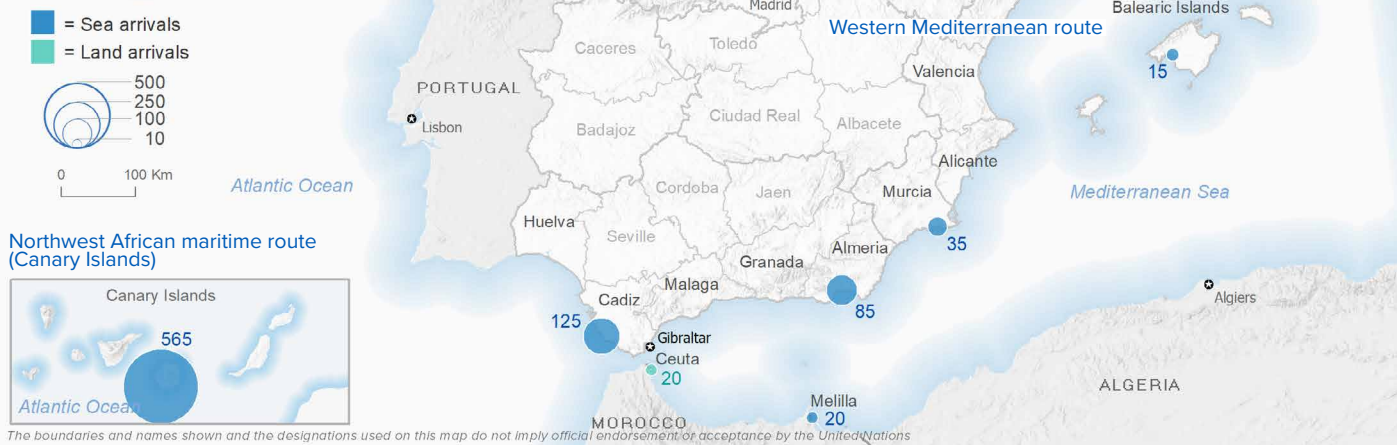 Madrid
Balearic Islands
= Sea arrivals
Western Mediterranean route
Caceres
Toledo
= Land arrivals
15
Valencia
500
250
100
10
PORTUGAL
Lisbon
Badajoz
Ciudad Real
Albacete
Alicante
0
100 Km
Atlantic Ocean
Cordoba
Jaen
Murcia
Mediterranean Sea
Huelva
Seville
35
Almeria
Northwest African maritime route
(Canary Islands)
Granada
Malaga
Canary Islands
Cadiz
Algiers
85
125
565
Gibraltar
Ceuta
20
ALGERIA
Melilla
Atlantic Ocean
20
MOROCCO
The boundaries and names shown and the designations used on this map do not imply official endorsement or acceptance by the United Nations